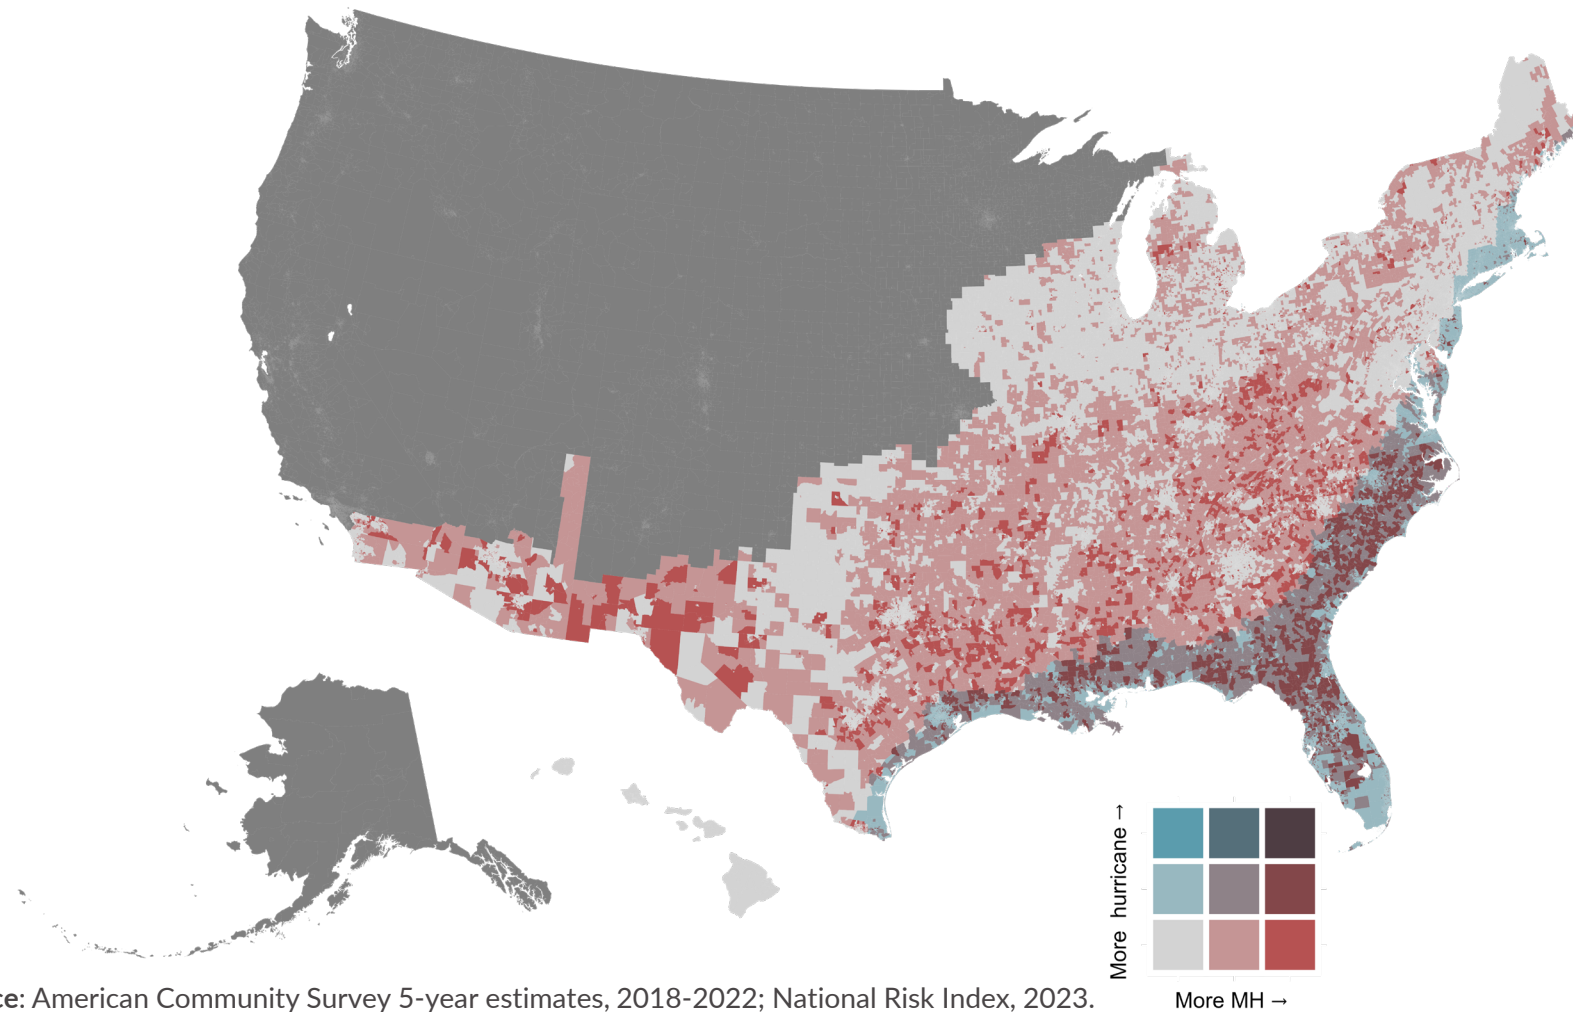 More hurricane →
More MH →
ce: American Community Survey 5-year estimates, 2018-2022; National Risk Index, 2023.